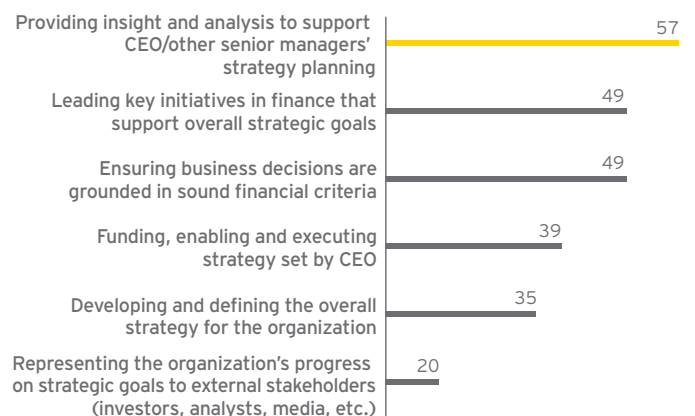 Providing insight and analysis to support
CEO/other senior managers'
strategy planning
57
Leading key initiatives in finance that
support overall strategic goals
49
Ensuring business decisions are
grounded in sound financial criteria
49
Funding, enabling and executing
strategy set by CEO
39
Developing and defining the overall
strategy for the organization
35
Representing the organization's progress
on strategic goals to external stakeholders
(investors, analysts, media, etc.)
20